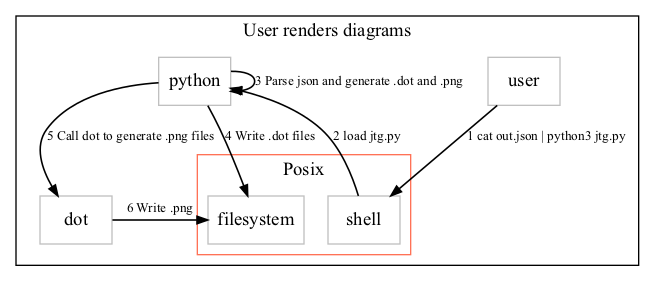 User renders diagrams
python
3 Parse json and generate .dot and .png
user
5 Call dot to generate .png files
4 Write .dot files
2 load jtg.py
1 cat out.json | python3 jtg.py
Posix
dot
6 Write .png
filesystem
shell